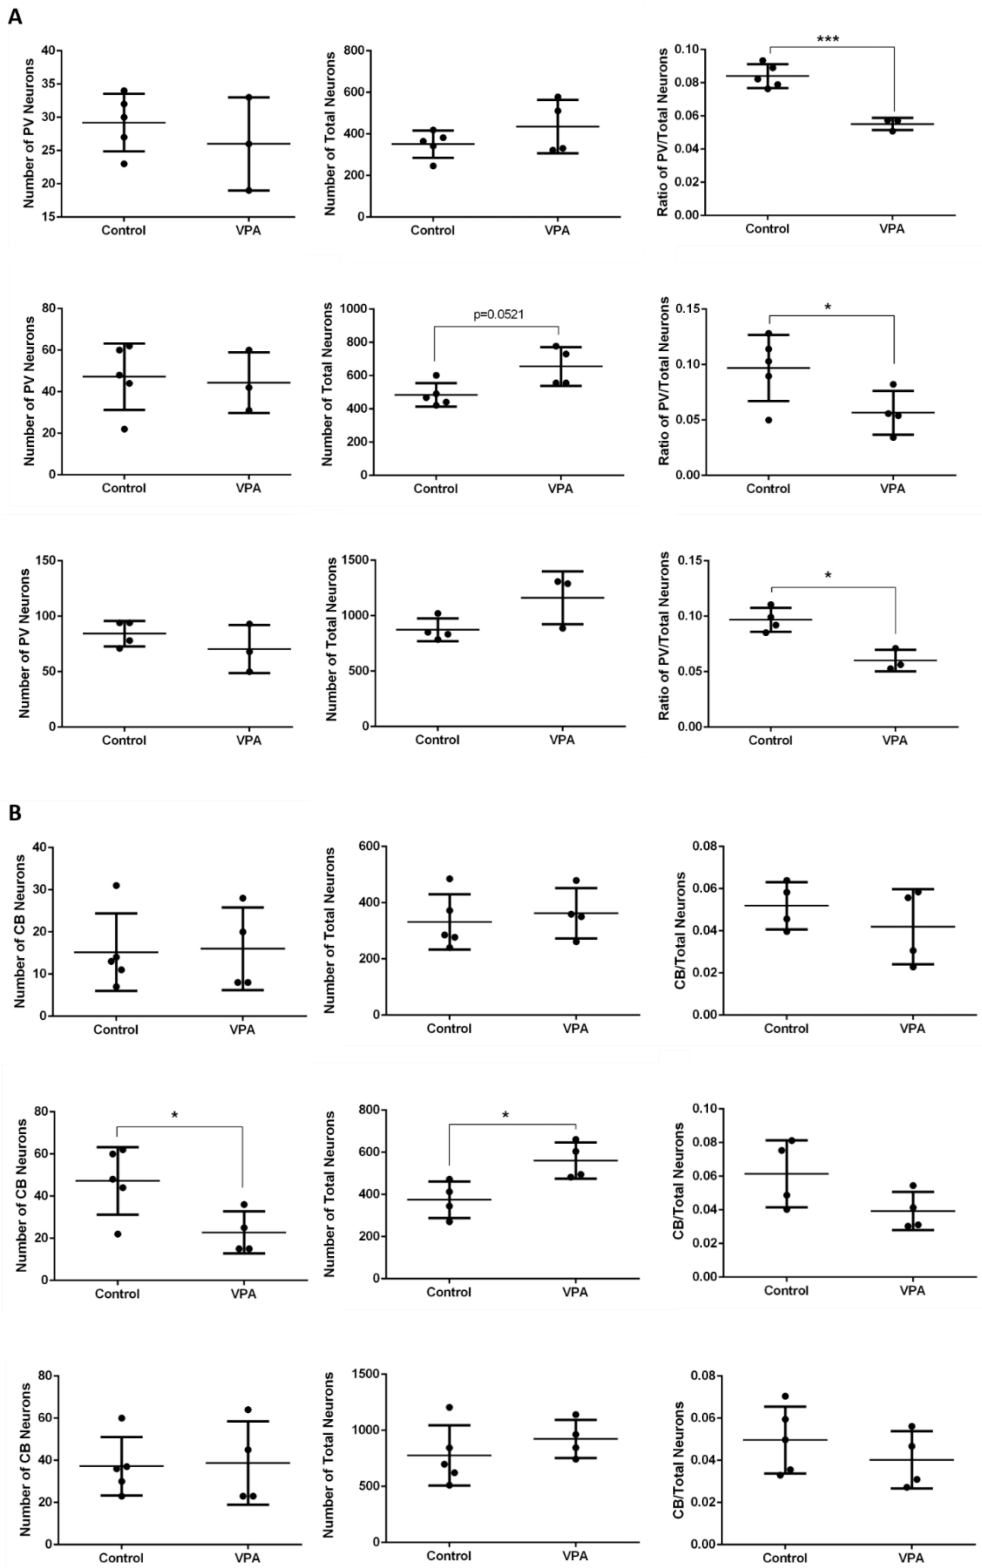 A
Number of PV Neurons
40
35
30
25
20
15
Control
VPA
Number of Total Neurons
800
600
400
200
0
Control
VPA
Ratio of PV/Total Neurons
0.10
0.08
0.06
0.04
0.02
0.00
***
Control
VPA
Number of PV Neurons
80
60
40
20
0
Control
VPA
Number of Total Neurons
1000
800
600
400
200
0
p=0.0521
Control
VPA
Ratio of PV/Total Neurons
0.15
0.10
0.05
0.00
*
Control
VPA
Number of PV Neurons
150
100
50
0
Control
VPA
Number of Total Neurons
1500
1000
500
0
Control
VPA
Ratio of PV/Total Neurons
0.15
0.10
0.05
0.00
*
Control
VPA
B
Number of CB Neurons
40
30
20
10
0
Control
VPA
Number of Total Neurons
600
400
200
0
Control
VPA
CB/Total Neurons
0.08
0.06
0.04
0.02
0.00
Control
VPA
Number of CB Neurons
80
60
40
20
0
*
Control
VPA
Number of Total Neurons
800
600
400
200
0
*
Control
VPA
CB/Total Neurons
0.10
0.08
0.06
0.04
0.02
0.00
Control
VPA
Number of CB Neurons
80
60
40
20
0
Control
VPA
Number of Total Neurons
1500
1000
500
0
Control
VPA
CB/Total Neurons
0.08
0.06
0.04
0.02
0.00
Control
VPA